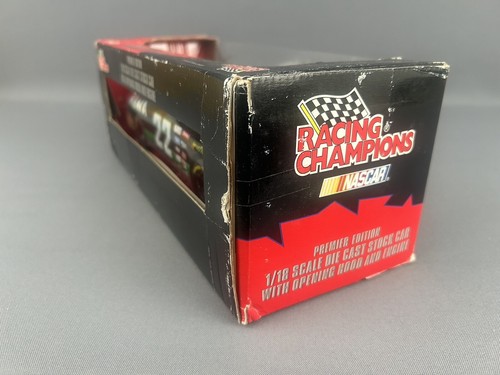 RACING
CHAMPIONS®
NASCAR
PREMIER EDITION
1/18 SCALE DIE CAST STOCK CAR
WITH OPENING HOOD AND ENGINE
22